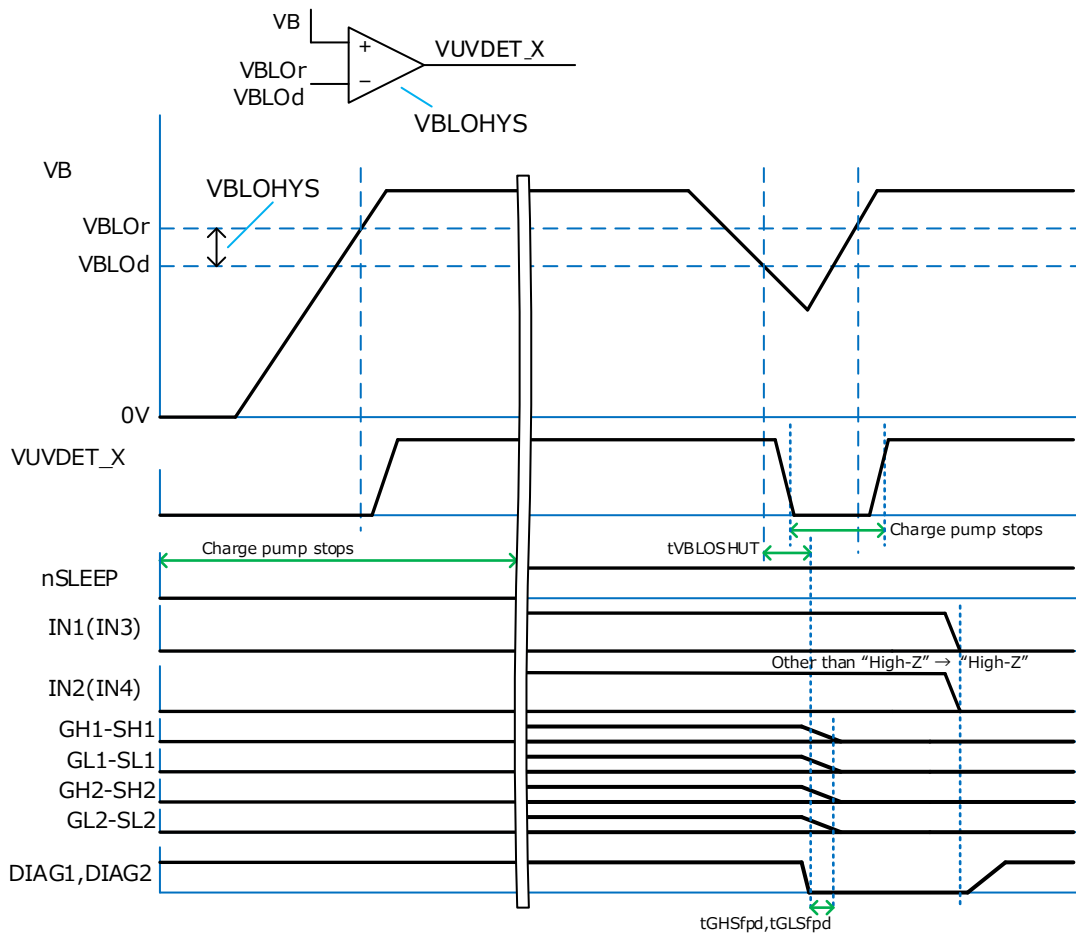 VB
+
VUVDET_X
VBLOr
−
VBLOd
VBLOHYS
VB
VBLOHYS
VBLOr
VBLOd
0V
VUVDET_X
Charge pump stops
Charge pump stops
tVBLOSHUT
nSLEEP
IN1(IN3)
Other than “High-Z” → “High-Z”
IN2(IN4)
GH1-SH1
GL1-SL1
GH2-SH2
GL2-SL2
DIAG1,DIAG2
tGHSfpd,tGLSfpd